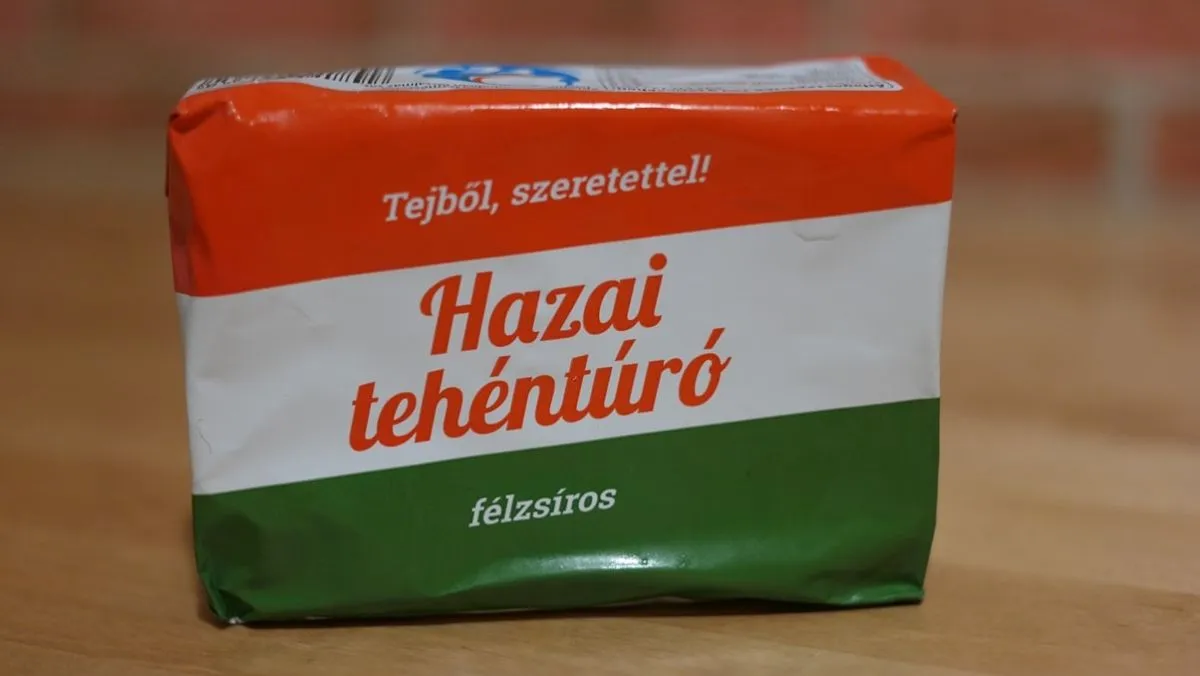 Tejből, szeretettel!
Hazai
tehéntúró
félzsíros